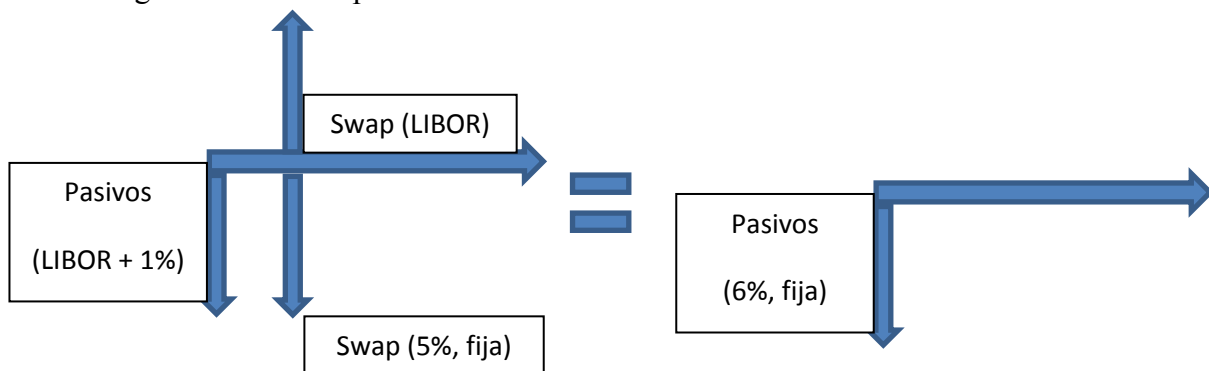 Swap (LIBOR)
Pasivos
(LIBOR + 1%)
Swap (5%, fija)
Pasivos
(6%, fija)